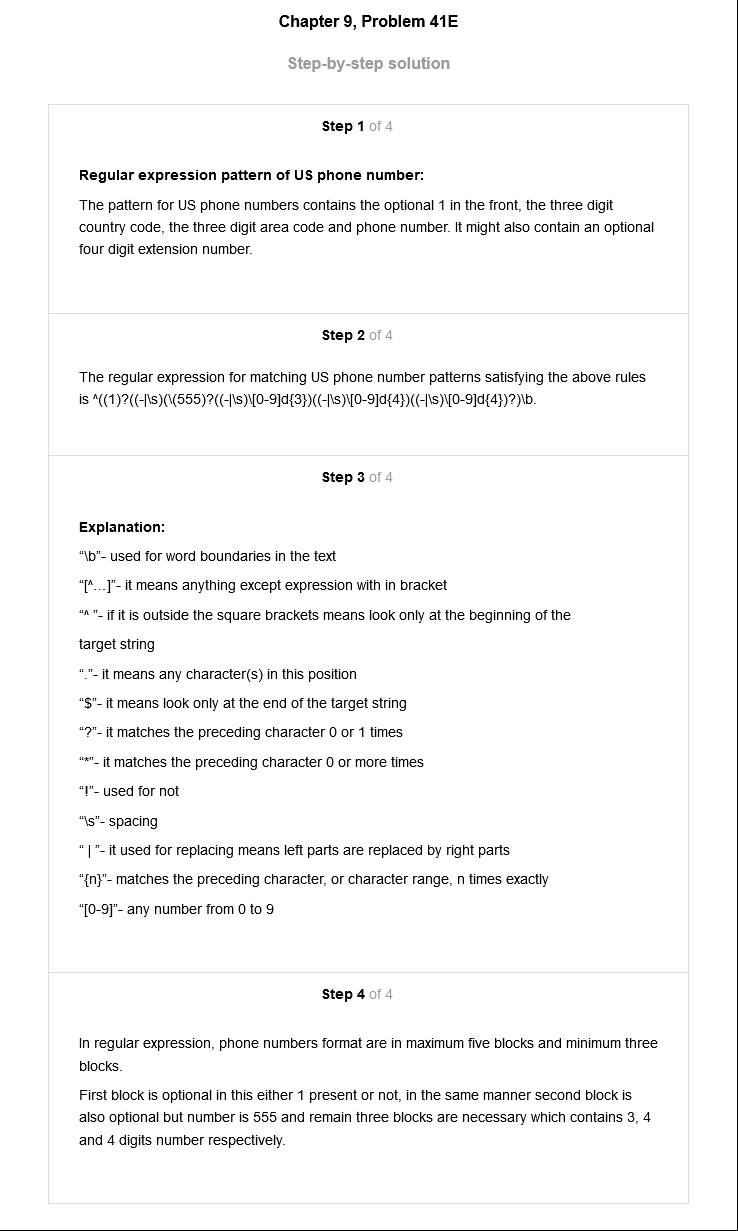 Chapter 9, Problem 41E
Step-by-step solution
Step 1 of 4
Regular expression pattern of US phone number:
The pattern for US phone numbers contains the optional 1 in the front, the three digit
country code, the three digit area code and phone number. It might also contain an optional
four digit extension number.
Step 2 of 4
The regular expression for matching US phone number patterns satisfying the above rules
is ^((1)?((-|\s)(\(555)?((-|\s)\[0-9]d{3})((-|\s)\[0-9]d{4})((-|\s)\[0-9]d{4})?)\b.
Step 3 of 4
Explanation:
“\b”- used for word boundaries in the text
“[^...]”- it means anything except expression with in bracket
“^ ”- if it is outside the square brackets means look only at the beginning of the
target string
“.”- it means any character(s) in this position
“$”- it means look only at the end of the target string
“?”- it matches the preceding character 0 or 1 times
“*”- it matches the preceding character 0 or more times
“!”- used for not
“\s”- spacing
“ | ”- it used for replacing means left parts are replaced by right parts
“{n}”- matches the preceding character, or character range, n times exactly
“[0-9]”- any number from 0 to 9
Step 4 of 4
In regular expression, phone numbers format are in maximum five blocks and minimum three
blocks.
First block is optional in this either 1 present or not, in the same manner second block is
also optional but number is 555 and remain three blocks are necessary which contains 3, 4
and 4 digits number respectively.